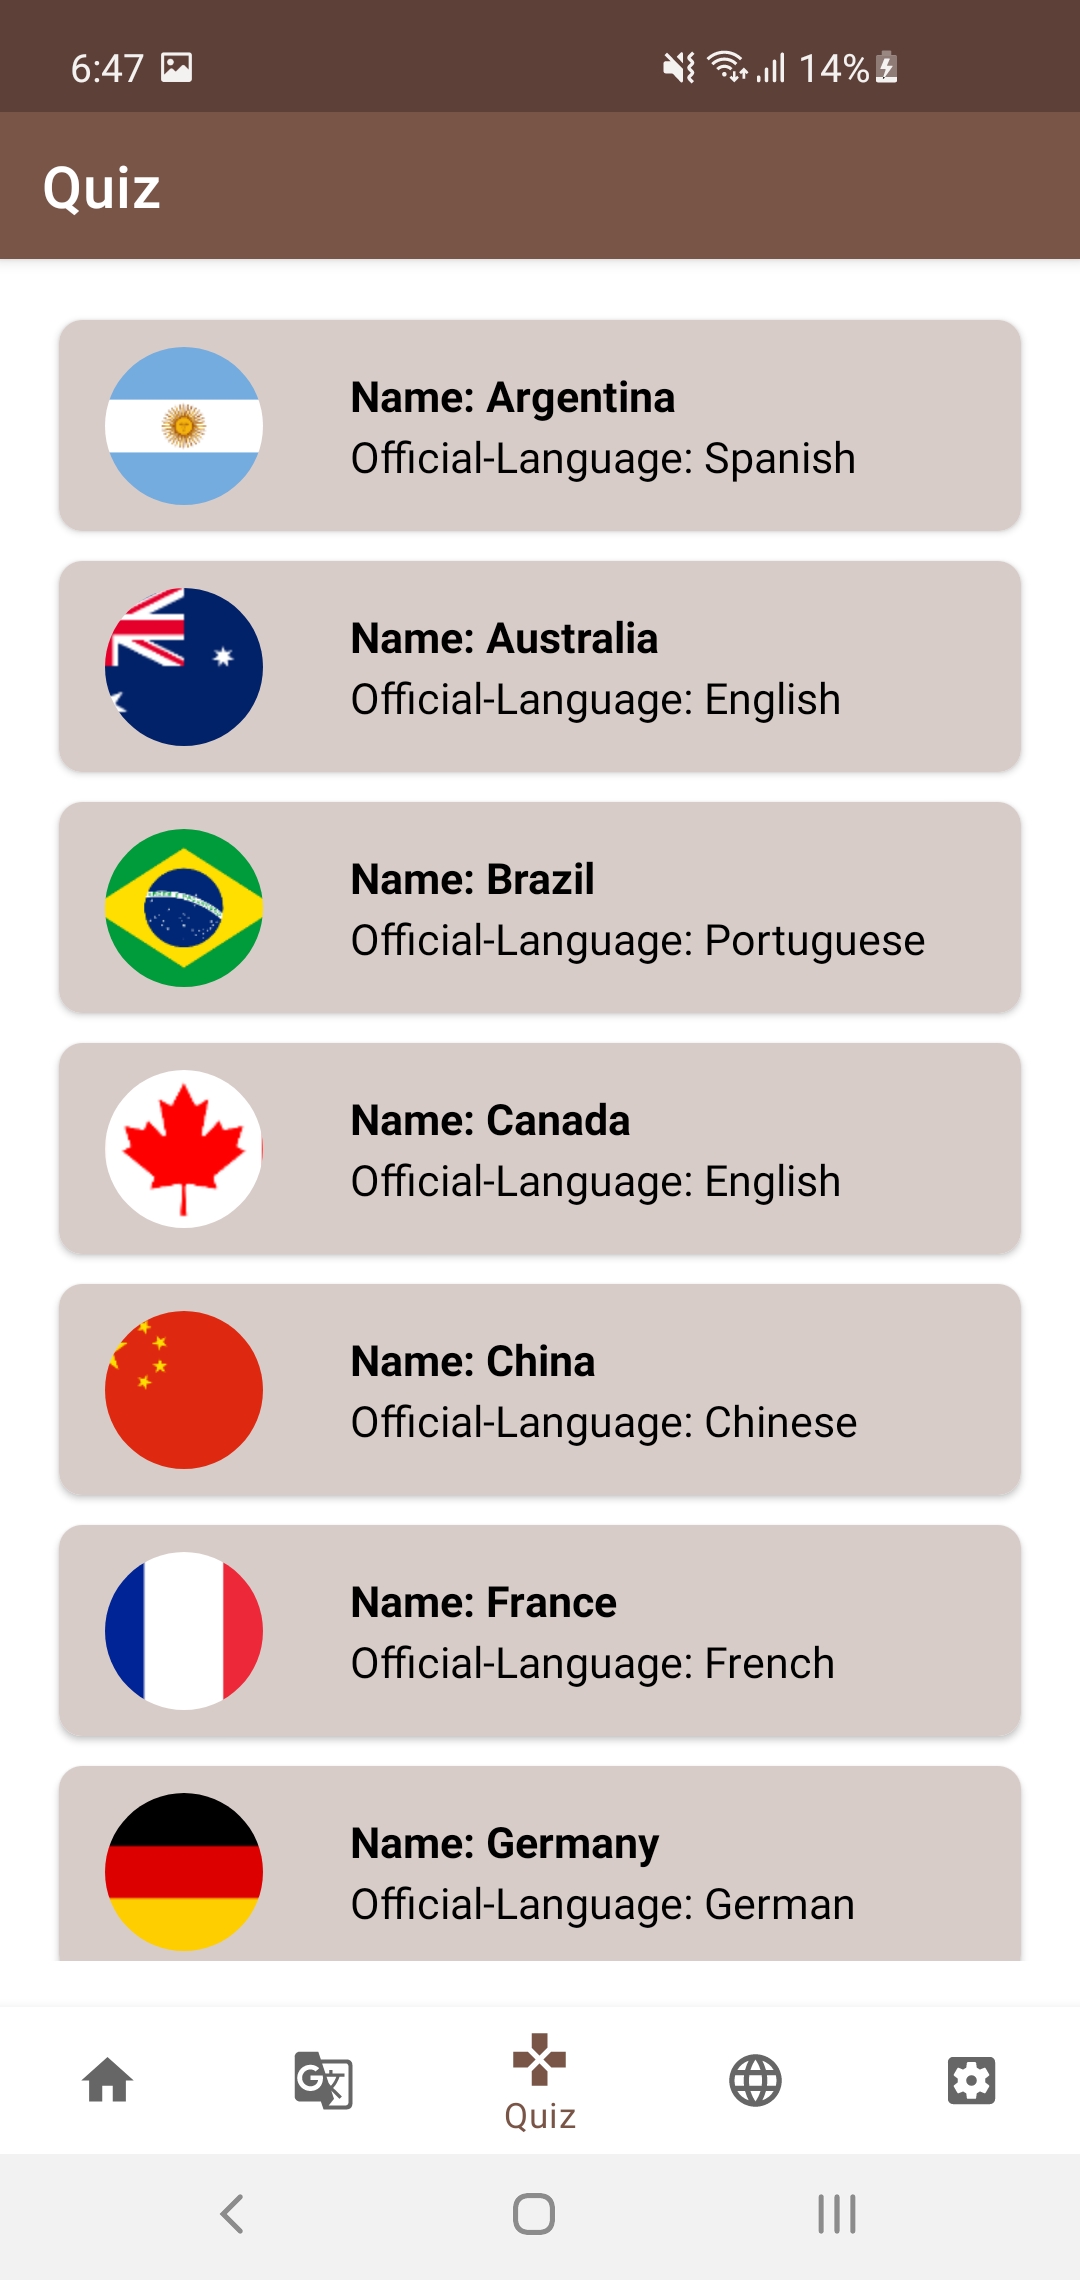 6:47 14%
Quiz
Name: Argentina
Official-Language: Spanish
Name: Australia
Official-Language: English
Name: Brazil
Official-Language: Portuguese
Name: Canada
Official-Language: English
Name: China
Official-Language: Chinese
Name: France
Official-Language: French
Name: Germany
Official-Language: German
Quiz